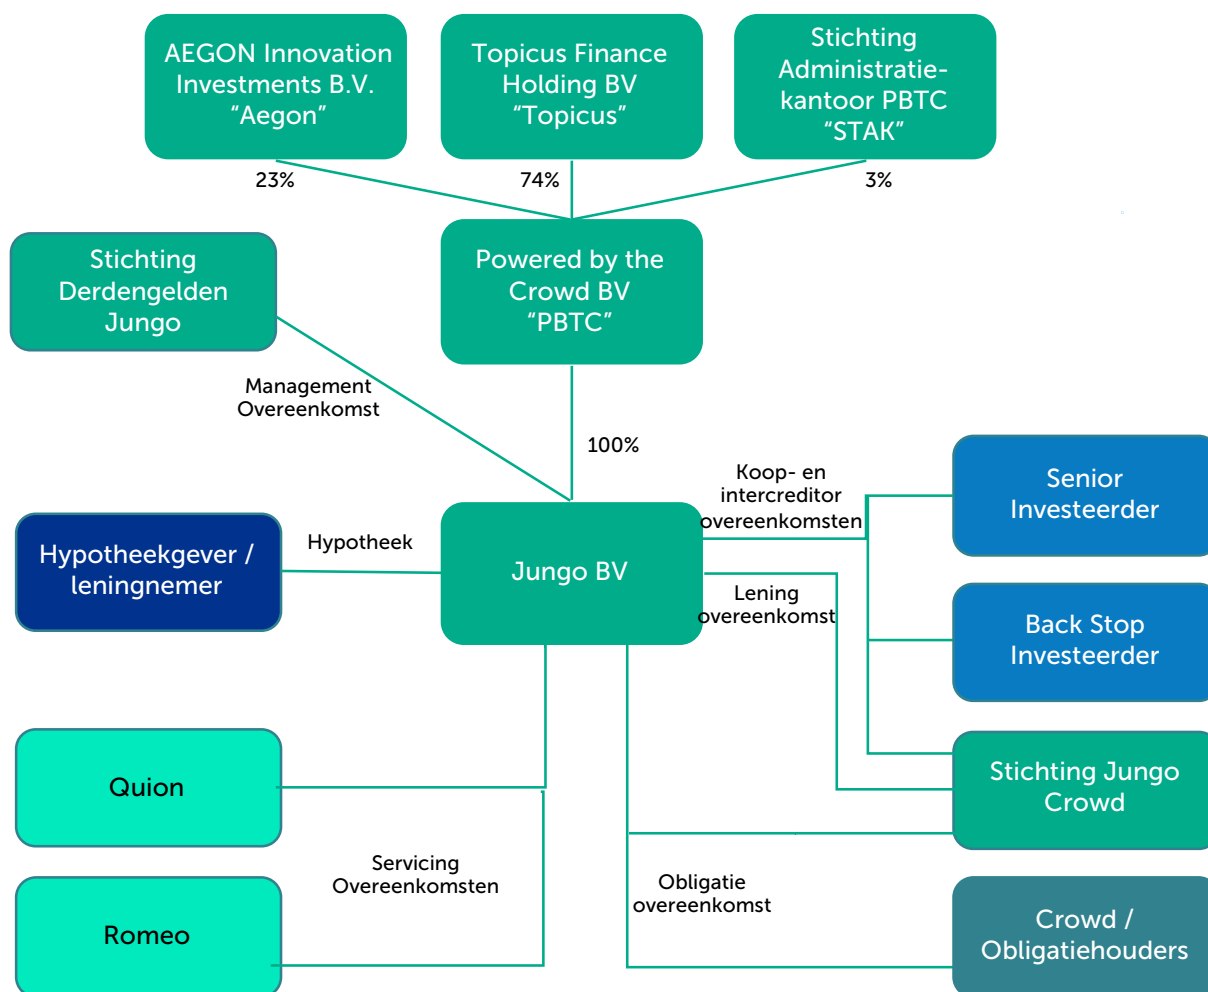 AEGON Innovation
Investments B.V.
“Aegon”
Topicus Finance
Holding BV
“Topicus”
Stichting
Administratie-
kantoor PBTC
“STAK”
23%
74%
3%
Stichting
Derdengelden
Jungo
Powered by the
Crowd BV
“PBTC”
Management
Overeenkomst
100%
Koop- en
intercreditor
overeenkomsten
Senior
Investeerder
Hypotheekgever /
leningnemer
Hypotheek
Jungo BV
Lening
overeenkomst
Back Stop
Investeerder
Quion
Stichting Jungo
Crowd
Servicing
Overeenkomsten
Obligatie
overeenkomst
Romeo
Crowd /
Obligatiehouders